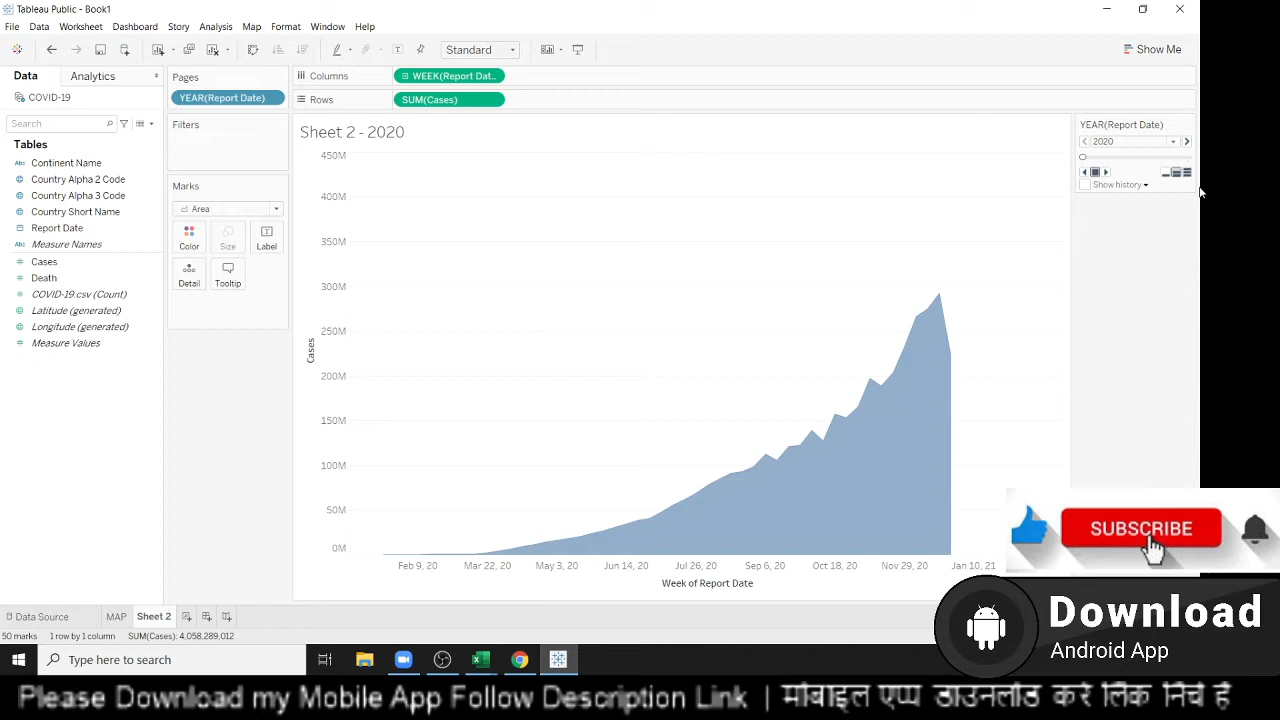 Tableau Public - Book1
File Data Worksheet Dashboard Story Analysis Map Format Window Help
Standard
Show Me
Data Analytics
COVID-19
Search
Tables
Abc Continent Name
Country Alpha 2 Code
Country Alpha 3 Code
Country Short Name
Report Date
Abc Measure Names
Cases
Death
COVID-19.csv (Count)
Latitude (generated)
Longitude (generated)
Measure Values
Pages
YEAR(Report Date)
Filters
Marks
Area
Color Size Label
Detail Tooltip
Columns WEEK(Report Dat..
Rows SUM(Cases)
Sheet 2 - 2020
450M
400M
350M
300M
250M
200M
150M
100M
50M
0M
Cases
Feb 9, 20 Mar 22, 20 May 3, 20 Jun 14, 20 Jul 26, 20 Sep 6, 20 Oct 18, 20 Nov 29, 20 Jan 10, 21
Week of Report Date
YEAR(Report Date)
2020
Show history
SUBSCRIBE
Download
Android App
Data Source MAP Sheet 2
50 marks 1 row by 1 column SUM(Cases): 4,058,289,012
Type here to search
Please Download my Mobile App Follow Description Link | मोबाइल एप्प डाउनलोड करे लिंक निचे है